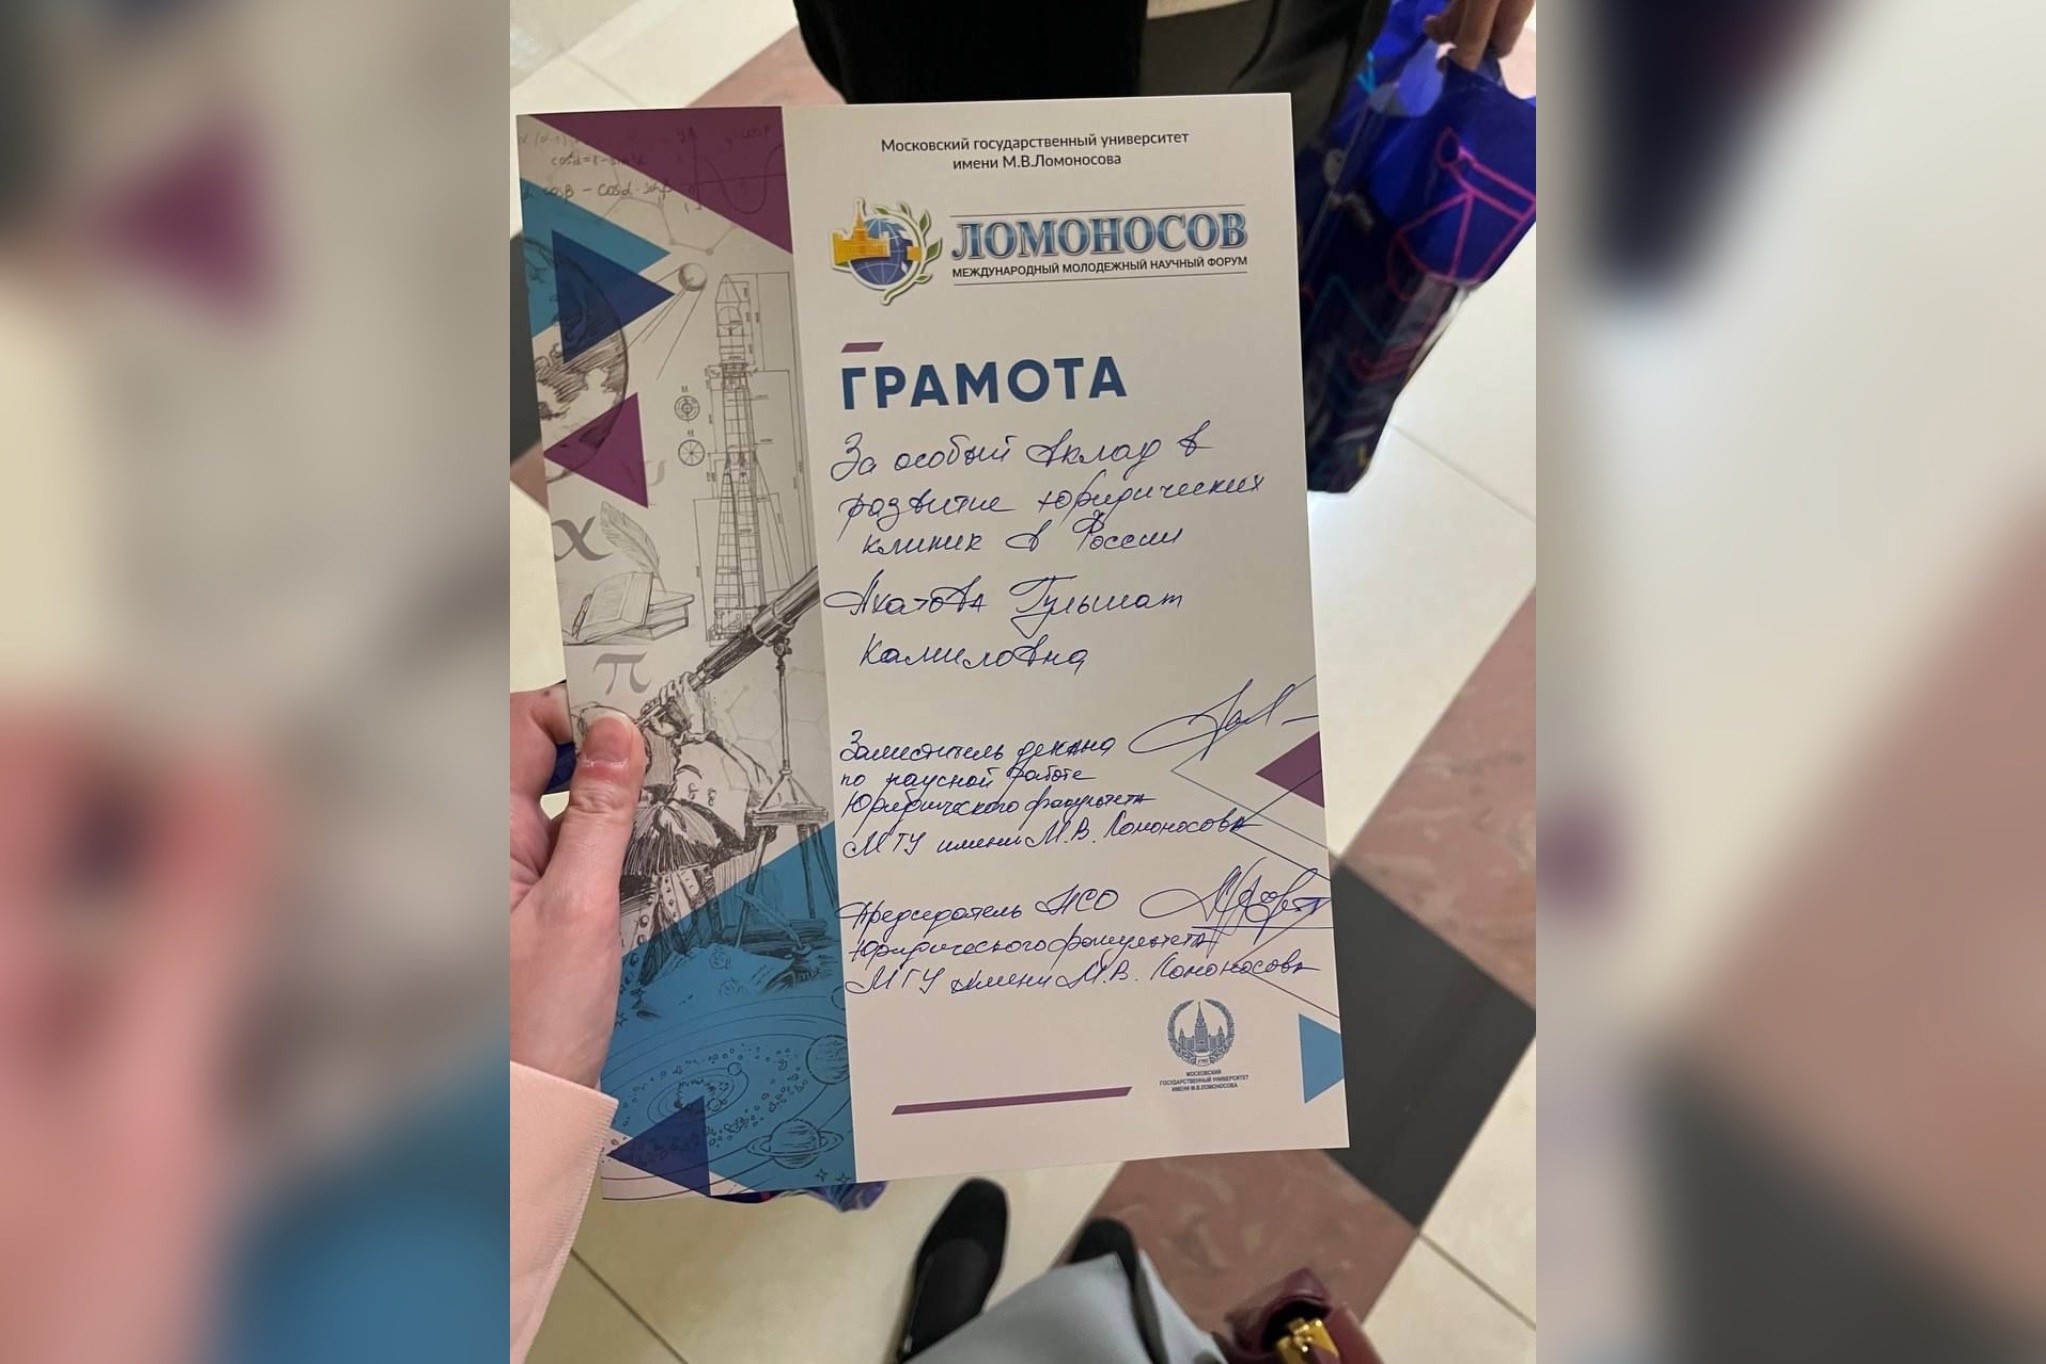 Московский государственный университет
имени М.В.Ломоносова
ЛОМОНОСОВ
МЕЖДУНАРОДНЫЙ МОЛОДЕЖНЫЙ НАУЧНЫЙ ФОРУМ
ГРАМОТА
За особый вклад в
развитие юридических
клиник в России
Ахатова Гульшат
Камиловна
Заместитель декана
по научной работе
Юридического факультета
МГУ имени М.В. Ломоносова
Председатель НСО
Юридического факультета
МГУ имени М.В. Ломоносова
МОСКОВСКИЙ
ГОСУДАРСТВЕННЫЙ УНИВЕРСИТЕТ
ИМЕНИ М.В.ЛОМОНОСОВА
χ
π